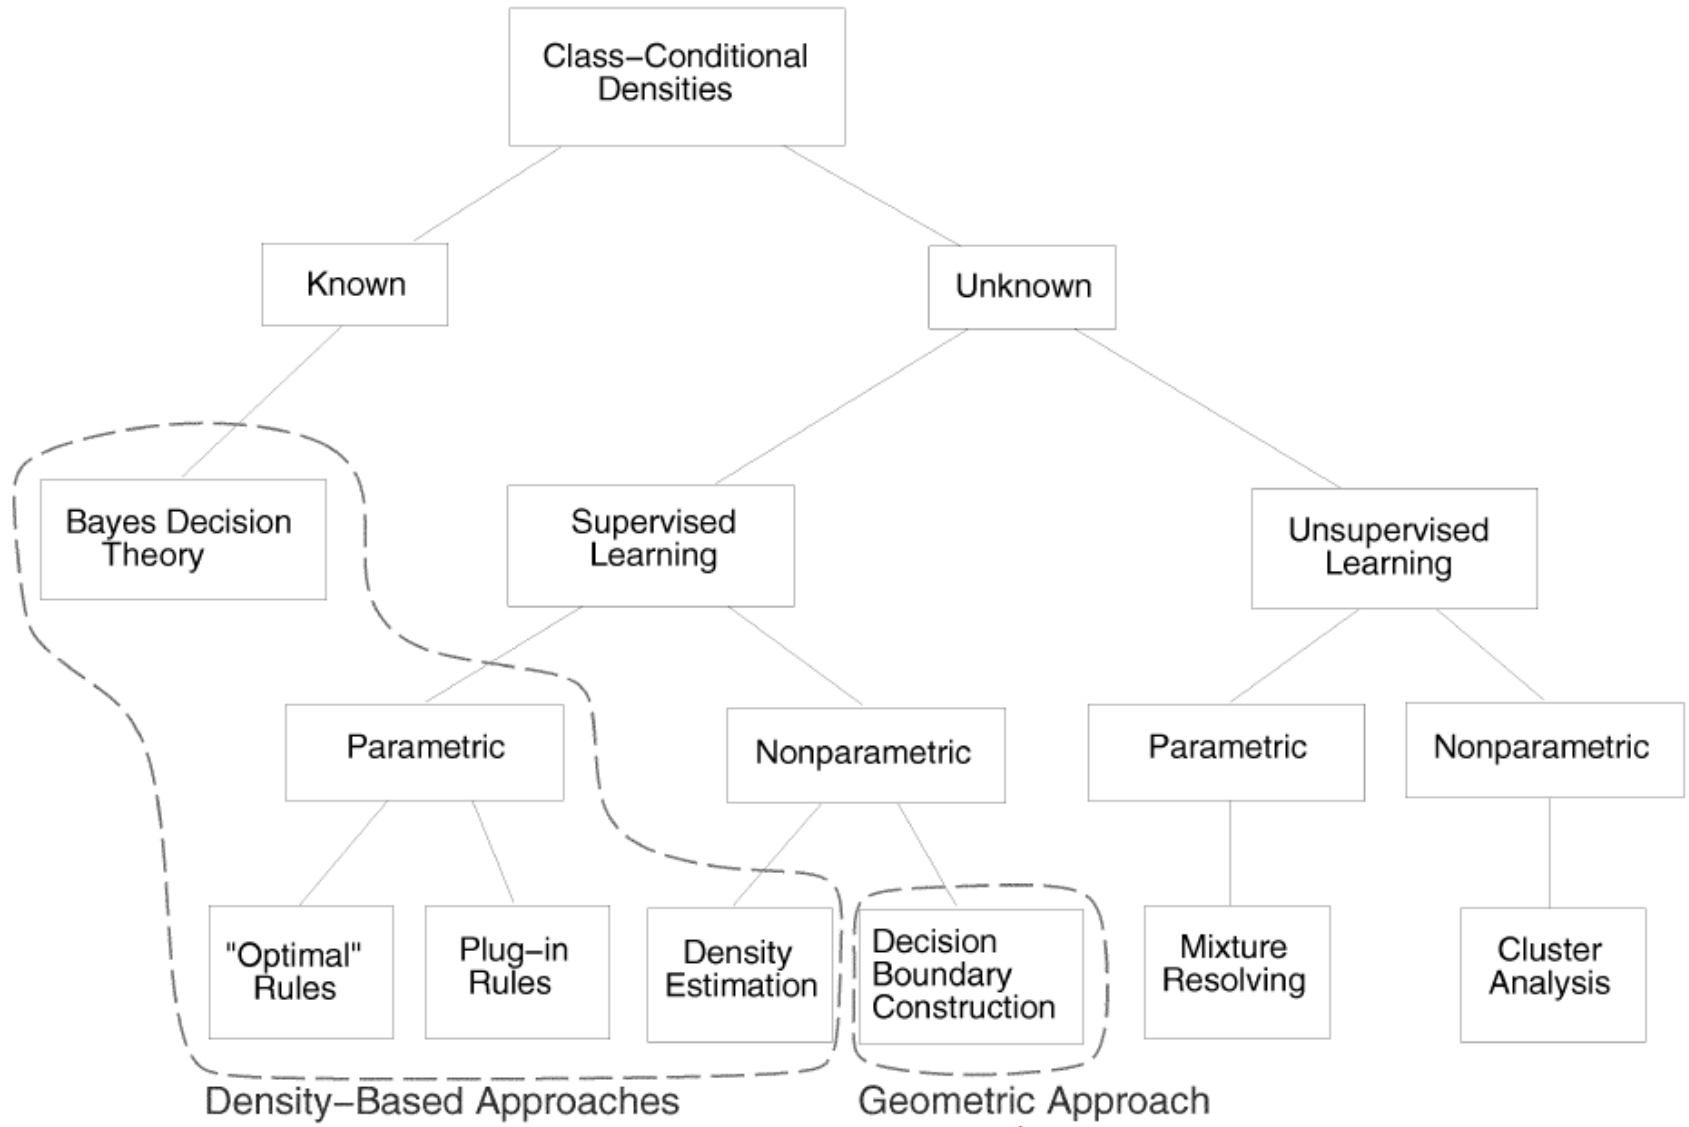 Class–Conditional
Densities
Known
Unknown
Bayes Decision
Theory
Supervised
Learning
Unsupervised
Learning
Parametric
Nonparametric
Parametric
Nonparametric
"Optimal"
Rules
Plug–in
Rules
Density
Estimation
Decision
Boundary
Construction
Mixture
Resolving
Cluster
Analysis
Density–Based Approaches
Geometric Approach